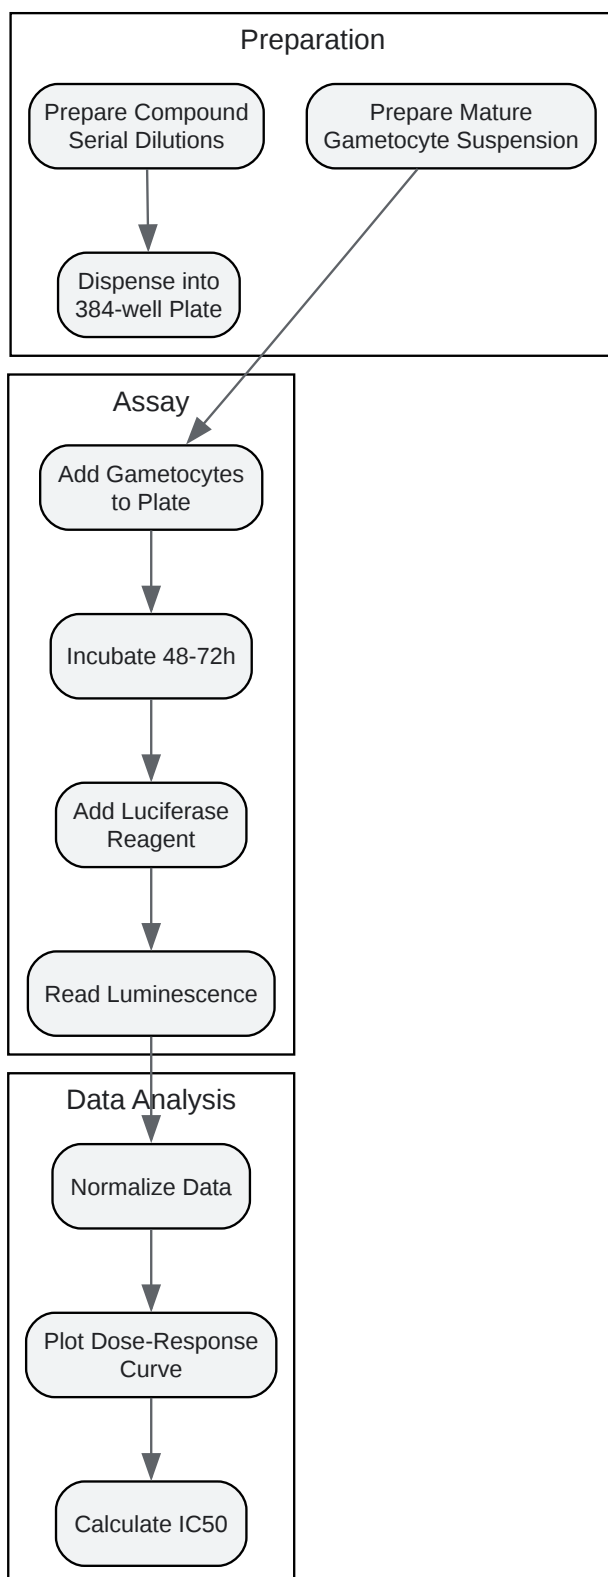 Preparation
Prepare Compound
Serial Dilutions
Prepare Mature
Gametocyte Suspension
Dispense into
384-well Plate
Assay
Add Gametocytes
to Plate
Incubate 48-72h
Add Luciferase
Reagent
Read Luminescence
Data Analysis
Normalize Data
Plot Dose-Response
Curve
Calculate IC50